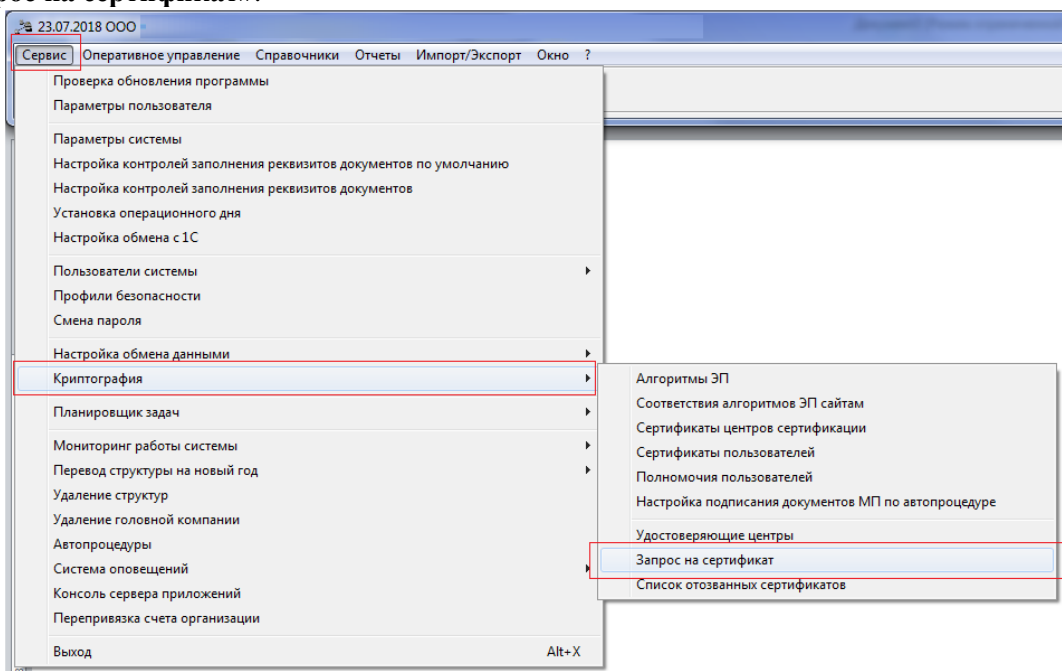 на сертификат».
23.07.2018 ООО
Сервис Оперативное управление Справочники Отчеты Импорт/Экспорт Окно ?
Проверка обновления программы
Параметры пользователя
Параметры системы
Настройка контролей заполнения реквизитов документов по умолчанию
Настройка контролей заполнения реквизитов документов
Установка операционного дня
Настройка обмена с 1С
Пользователи системы
Профили безопасности
Смена пароля
Настройка обмена данными
Криптография
Планировщик задач
Мониторинг работы системы
Перевод структуры на новый год
Удаление структур
Удаление головной компании
Автопроцедуры
Система оповещений
Консоль сервера приложений
Перепривязка счета организации
Выход Alt+X
Алгоритмы ЭП
Соответствия алгоритмов ЭП сайтам
Сертификаты центров сертификации
Сертификаты пользователей
Полномочия пользователей
Настройка подписания документов МП по автопроцедуре
Удостоверяющие центры
Запрос на сертификат
Список отозванных сертификатов